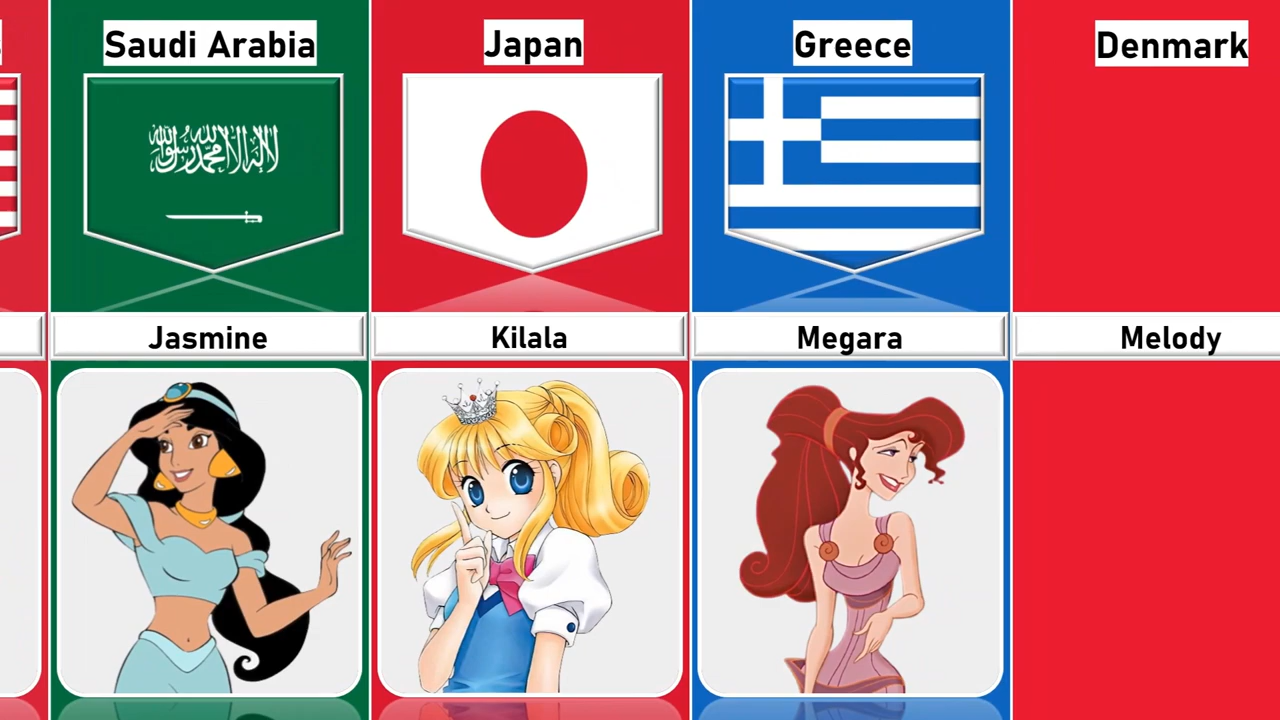 Saudi Arabia
Japan
Greece
Denmark
لا إله إلا الله محمد رسول الله
Jasmine
Kilala
Megara
Melody